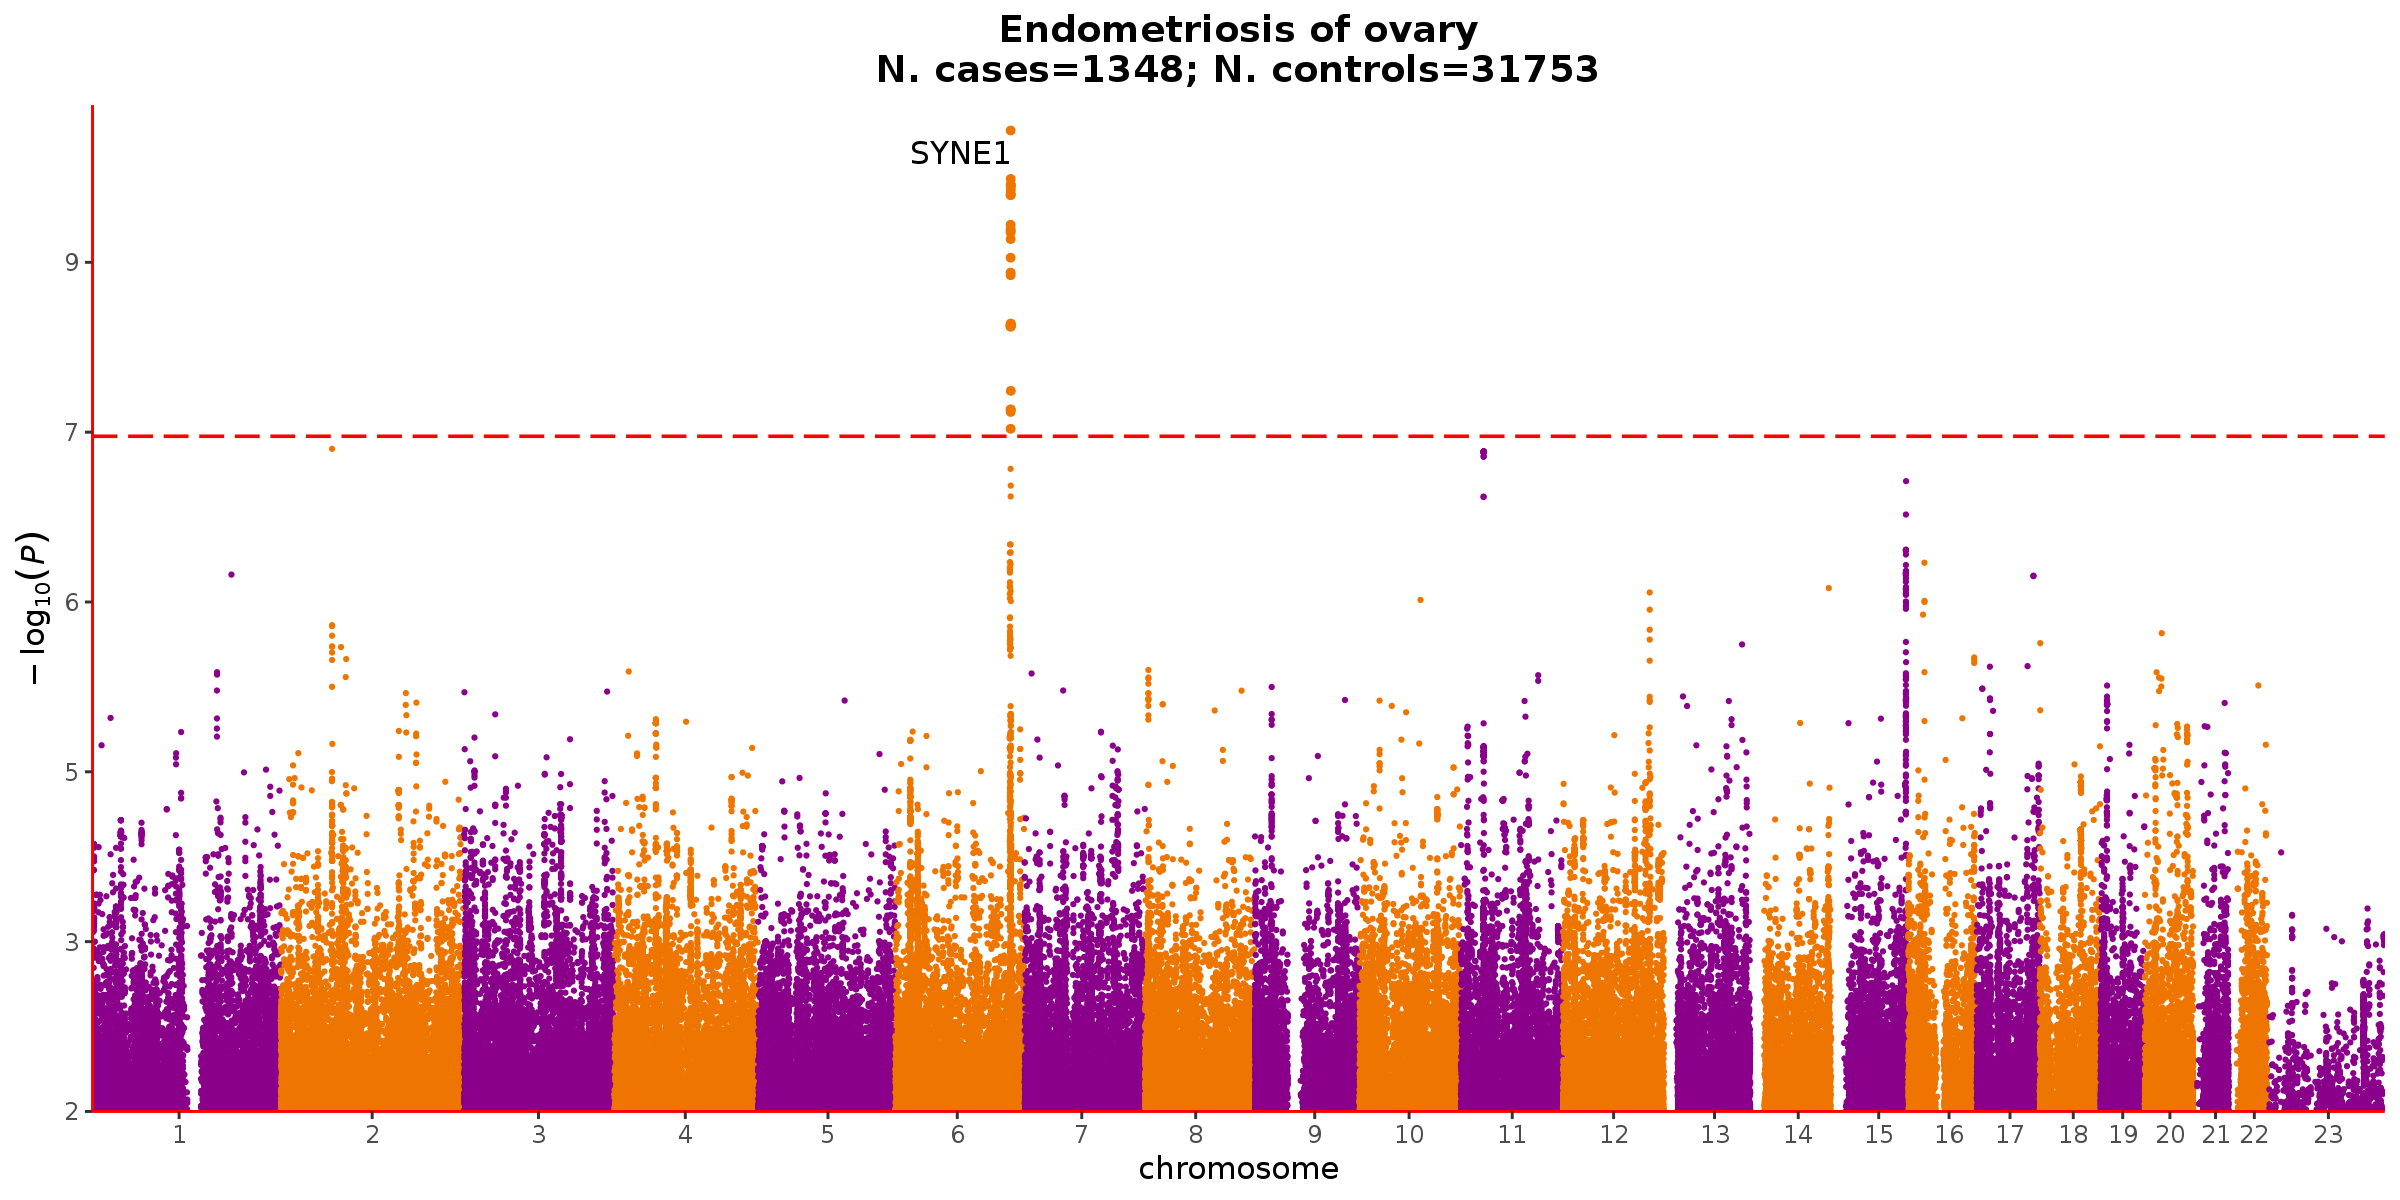 Endometriosis of ovary
N. cases=1348; N. controls=31753
SYNE1
9
7
6
5
3
2
−log₁₀(P)
1 2 3 4 5 6 7 8 9 10 11 12 13 14 15 16 17 18 19 20 21 22 23
chromosome